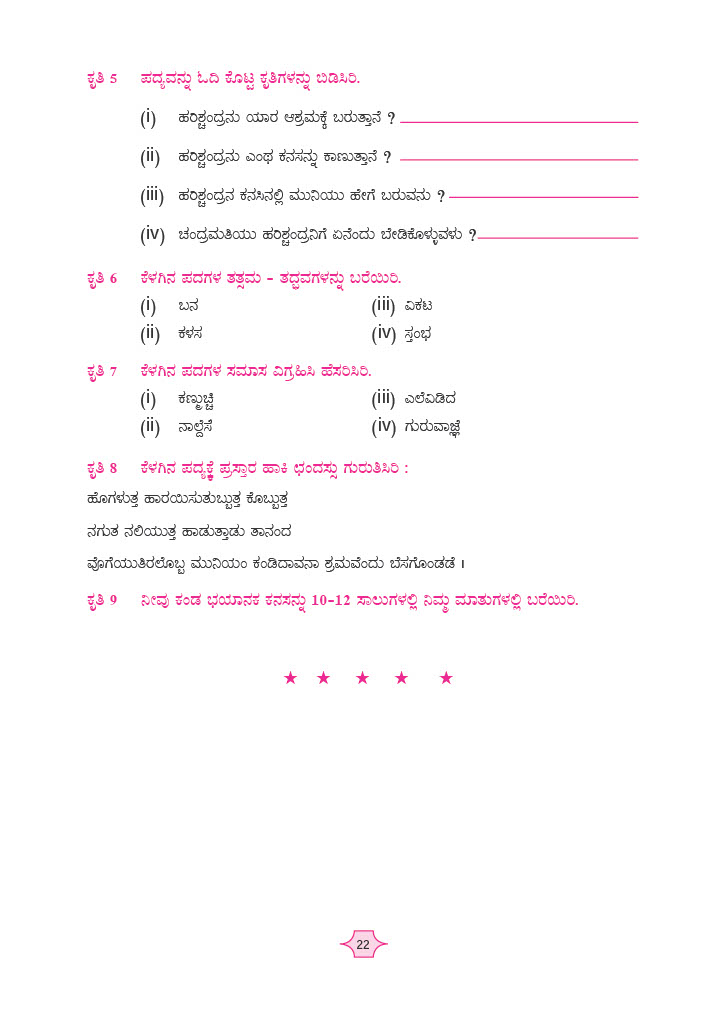 ಕೃತಿ 5 ಪದ್ಯವನ್ನು ಓದಿ ಕೊಟ್ಟ ಕೃತಿಗಳನ್ನು ಬಿಡಿಸಿರಿ.
(i) ಹರಿಶ್ಚಂದ್ರನು ಯಾರ ಆಶ್ರಮಕ್ಕೆ ಬರುತ್ತಾನೆ ?
(ii) ಹರಿಶ್ಚಂದ್ರನು ಎಂಥ ಕನಸನ್ನು ಕಾಣುತ್ತಾನೆ ?
(iii) ಹರಿಶ್ಚಂದ್ರನ ಕನಸಿನಲ್ಲಿ ಮುನಿಯು ಹೇಗೆ ಬರುವನು ?
(iv) ಚಂದ್ರಮತಿಯು ಹರಿಶ್ಚಂದ್ರನಿಗೆ ಏನೆಂದು ಬೇಡಿಕೊಳ್ಳುವಳು ?
ಕೃತಿ 6 ಕೆಳಗಿನ ಪದಗಳ ತತ್ಸಮ - ತದ್ಭವಗಳನ್ನು ಬರೆಯಿರಿ.
(i) ಬನ (iii) ವಿಕಟ
(ii) ಕಳಸ (iv) ಸ್ತಂಭ
ಕೃತಿ 7 ಕೆಳಗಿನ ಪದಗಳ ಸಮಾಸ ವಿಗ್ರಹಿಸಿ ಹೆಸರಿಸಿರಿ.
(i) ಕಣ್ಮುಚ್ಚಿ (iii) ಎಲೆವಿಡಿದ
(ii) ನಾಲ್ದೆಸೆ (iv) ಗುರುವಾಜ್ಞೆ
ಕೃತಿ 8 ಕೆಳಗಿನ ಪದ್ಯಕ್ಕೆ ಪ್ರಸ್ತಾರ ಹಾಕಿ ಛಂದಸ್ಸು ಗುರುತಿಸಿರಿ :
ಹೊಗಳುತ್ತ ಹಾರಯಿಸುತುಬ್ಬುತ್ತ ಕೊಬ್ಬುತ್ತ
ನಗುತ ನಲಿಯುತ್ತ ಹಾಡುತ್ತಾಡು ತಾನಂದ
ವೊಗೆಯುತಿರಲೊಬ್ಬ ಮುನಿಯಂ ಕಂಡಿದಾವನಾ ಶ್ರಮವೆಂದು ಬೆಸಗೊಂಡಡೆ ।
ಕೃತಿ 9 ನೀವು ಕಂಡ ಭಯಾನಕ ಕನಸನ್ನು 10-12 ಸಾಲುಗಳಲ್ಲಿ ನಿಮ್ಮ ಮಾತುಗಳಲ್ಲಿ ಬರೆಯಿರಿ.
22